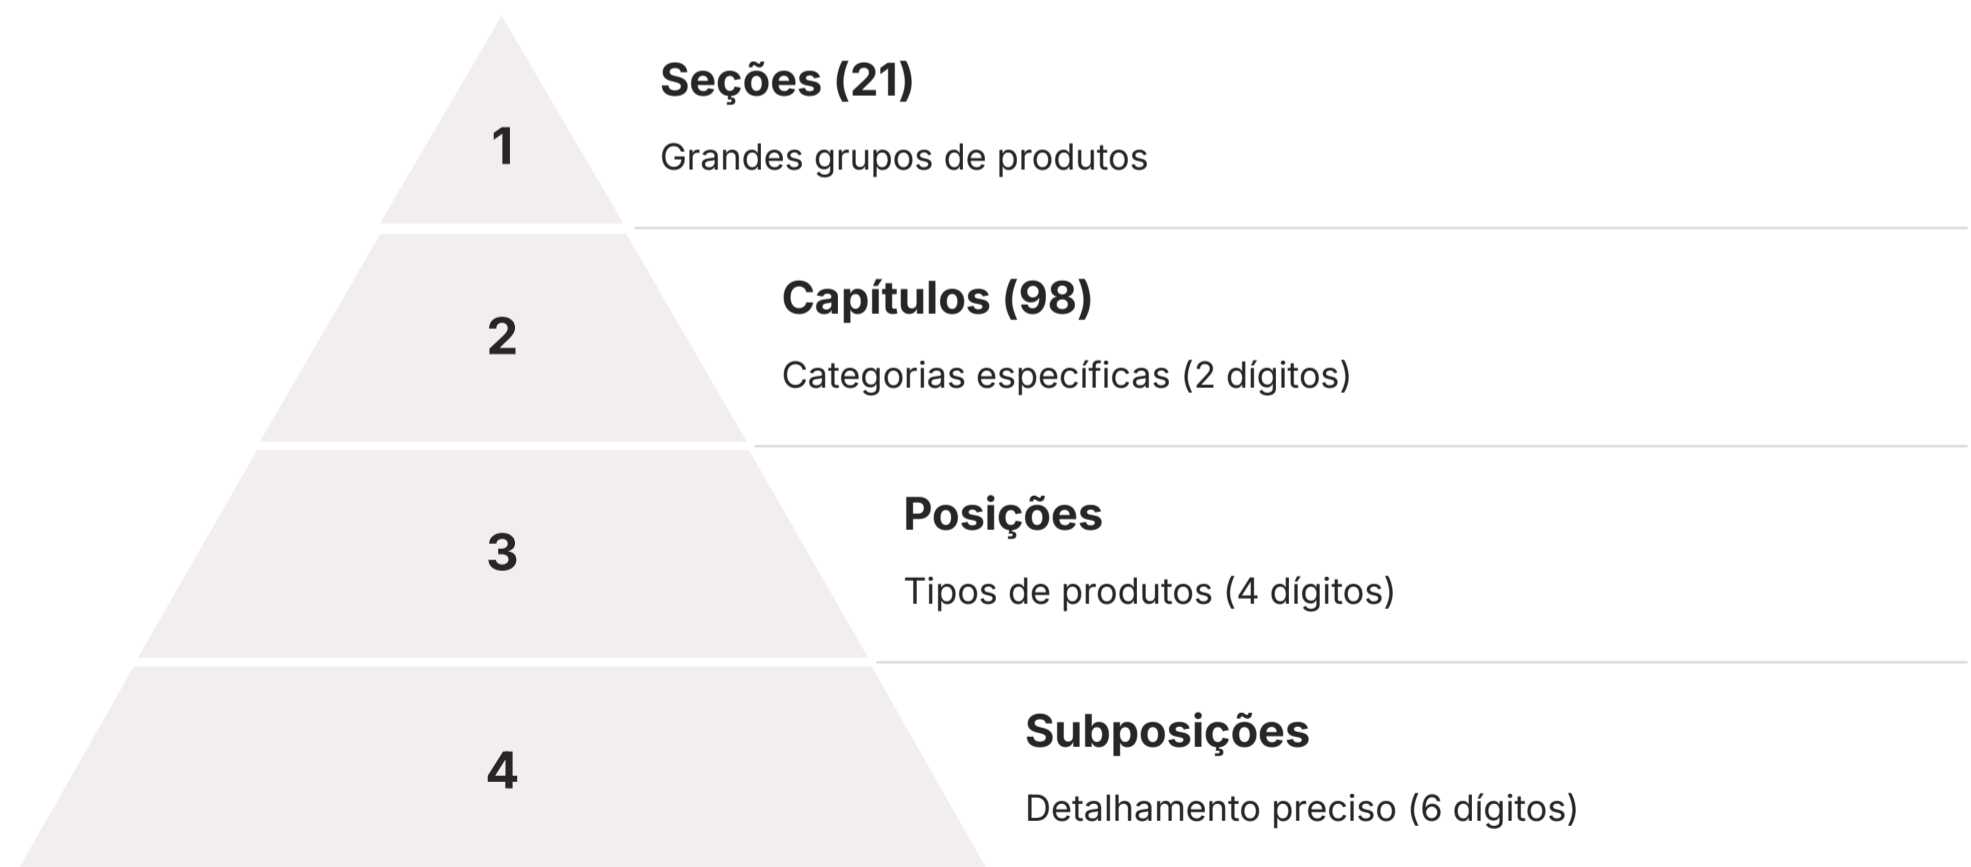 1
Seções (21)
Grandes grupos de produtos
2
Capítulos (98)
Categorias específicas (2 dígitos)
3
Posições
Tipos de produtos (4 dígitos)
4
Subposições
Detalhamento preciso (6 dígitos)